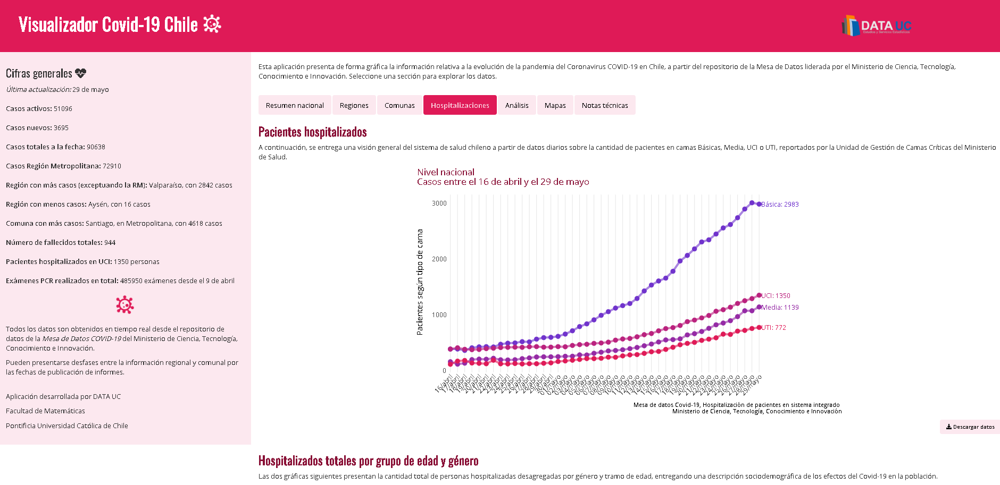 Visualizador Covid-19 Chile
DATA UC
Estudios y Servicios Estadísticos
Cifras generales
Última actualización: 29 de mayo
Casos activos: 51096
Casos nuevos: 3695
Casos totales a la fecha: 90638
Casos Región Metropolitana: 72910
Región con más casos (exceptuando la RM): Valparaíso, con 2842 casos
Región con menos casos: Aysén, con 16 casos
Comuna con más casos: Santiago, en Metropolitana, con 4618 casos
Número de fallecidos totales: 944
Pacientes hospitalizados en UCI: 1350 personas
Exámenes PCR realizados en total: 485950 exámenes desde el 9 de abril
Todos los datos son obtenidos en tiempo real desde el repositorio de
datos de la Mesa de Datos COVID-19 del Ministerio de Ciencia, Tecnología,
Conocimiento e Innovación.
Pueden presentarse desfases entre la información regional y comunal por
las fechas de publicación de informes.
Aplicación desarrollada por DATA UC
Facultad de Matemáticas
Pontificia Universidad Católica de Chile
Esta aplicación presenta de forma gráfica la información relativa a la evolución de la pandemia del Coronavirus COVID-19 en Chile, a partir del repositorio de la Mesa de Datos liderada por el Ministerio de Ciencia, Tecnología,
Conocimiento e Innovación. Seleccione una sección para explorar los datos.
Resumen nacional Regiones Comunas Hospitalizaciones Análisis Mapas Notas técnicas
Pacientes hospitalizados
A continuación, se entrega una visión general del sistema de salud chileno a partir de datos diarios sobre la cantidad de pacientes en camas Básicas, Media, UCI o UTI, reportados por la Unidad de Gestión de Camas Críticas del Ministerio
de Salud.
Nivel nacional
Casos entre el 16 de abril y el 29 de mayo
Pacientes según tipo de cama
3000
2000
1000
0
Básica: 2983
UCI: 1350
Media: 1139
UTI: 772
16/abril 17/abril 18/abril 19/abril 20/abril 21/abril 22/abril 23/abril 24/abril 25/abril 26/abril 27/abril 28/abril 29/abril 30/abril 01/mayo 02/mayo 03/mayo 04/mayo 05/mayo 06/mayo 07/mayo 08/mayo 09/mayo 10/mayo 11/mayo 12/mayo 13/mayo 14/mayo 15/mayo 16/mayo 17/mayo 18/mayo 19/mayo 20/mayo 21/mayo 22/mayo 23/mayo 24/mayo 25/mayo 26/mayo 27/mayo 28/mayo 29/mayo
Mesa de datos Covid-19, Hospitalización de pacientes en sistema integrado
Ministerio de Ciencia, Tecnología, Conocimiento e Innovación
Descargar datos
Hospitalizados totales por grupo de edad y género
Las dos gráficas siguientes presentan la cantidad total de personas hospitalizadas desagregadas por género y tramo de edad, entregando una descripción sociodemográfica de los efectos del Covid-19 en la población.